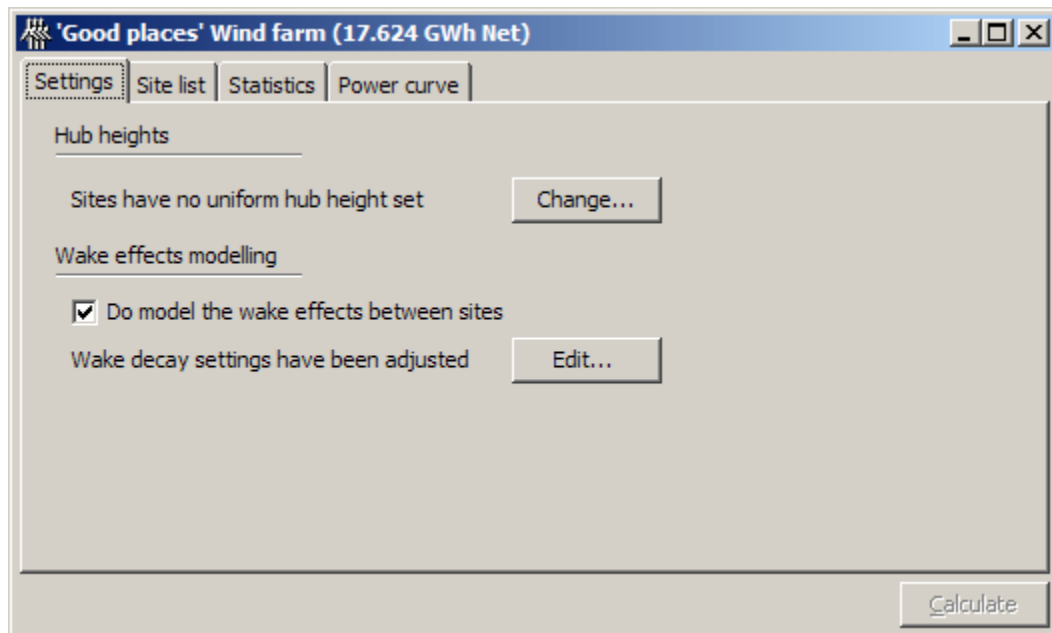 'Good places' Wind farm (17.624 GWh Net)
Settings Site list Statistics Power curve
Hub heights
Sites have no uniform hub height set Change...
Wake effects modelling
Do model the wake effects between sites
Wake decay settings have been adjusted Edit...
Calculate